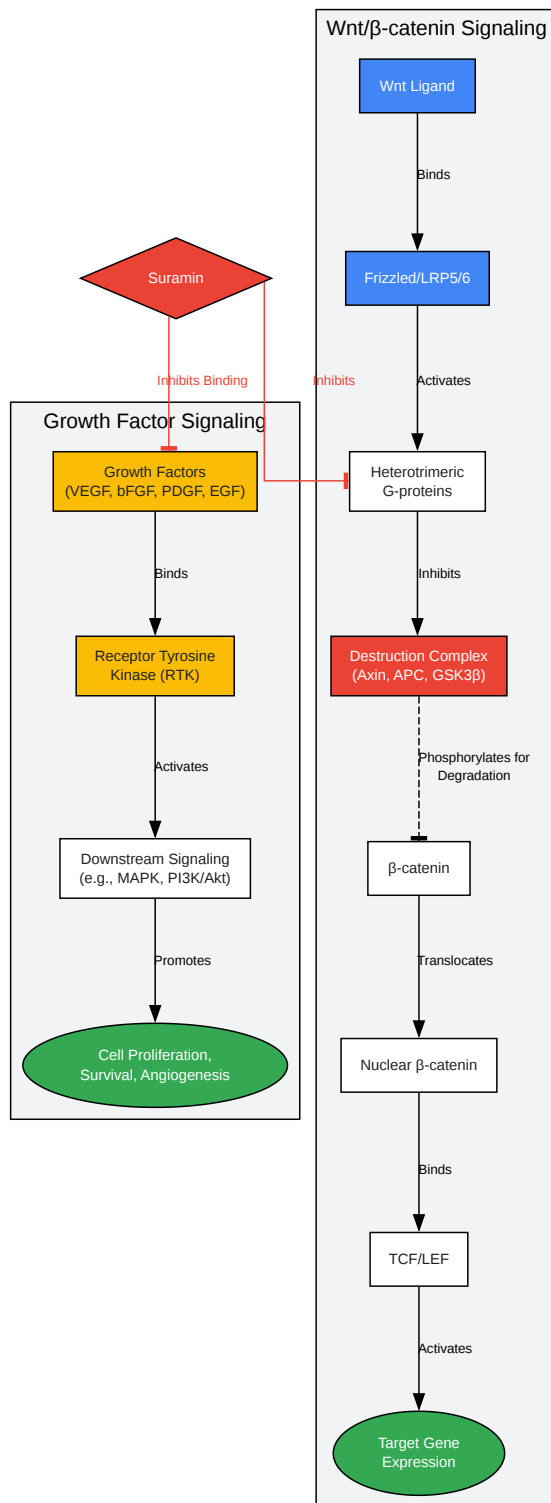 Wnt/β-catenin Signaling
Wnt Ligand
Binds
Suramin
Frizzled/LRP5/6
Inhibits Binding
Inhibits
Activates
Growth Factor Signaling
Growth Factors
(VEGF, bFGF, PDGF, EGF)
Heterotrimeric
G-proteins
Binds
Inhibits
Receptor Tyrosine
Kinase (RTK)
Destruction Complex
(Axin, APC, GSK3β)
Activates
Phosphorylates for
Degradation
Downstream Signaling
(e.g., MAPK, PI3K/Akt)
β-catenin
Promotes
Translocates
Cell Proliferation,
Survival, Angiogenesis
Nuclear β-catenin
Binds
TCF/LEF
Activates
Target Gene
Expression